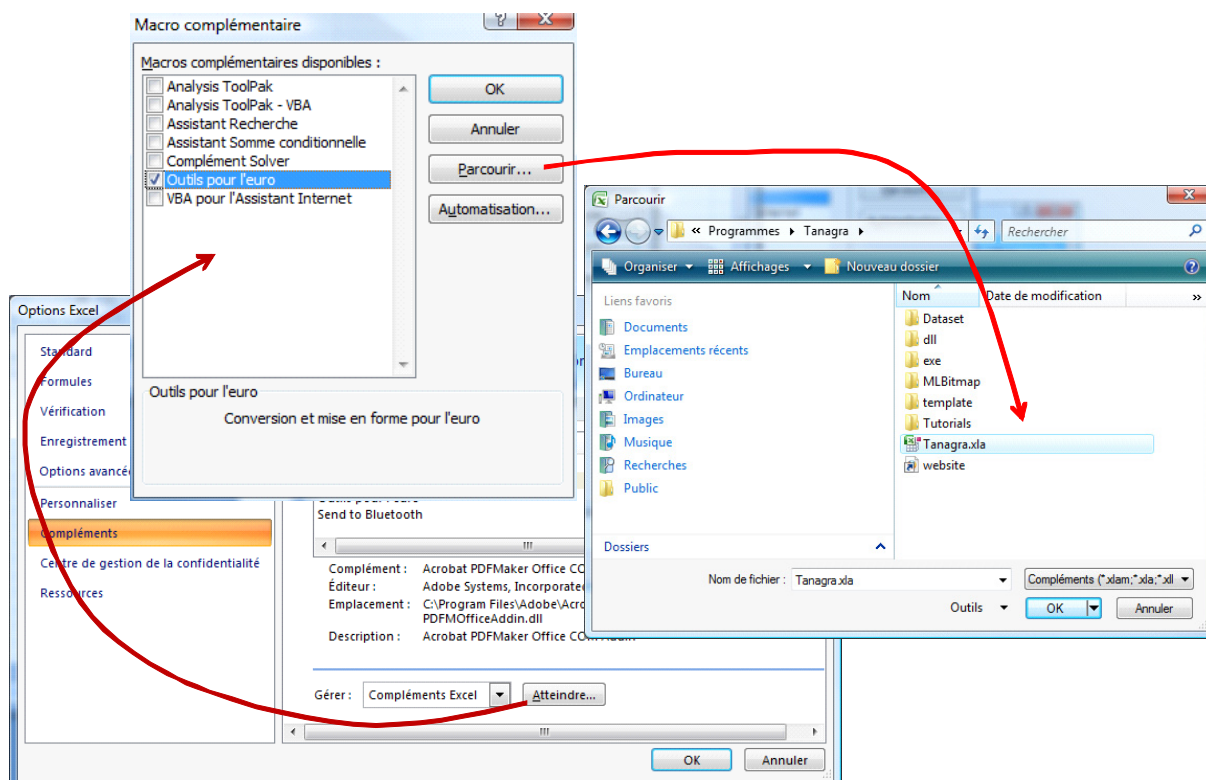 Macro complémentaire
Macros complémentaires disponibles :
Analysis ToolPak
Analysis ToolPak - VBA
Assistant Recherche
Assistant Somme conditionnelle
Complément Solver
Outils pour l'euro
VBA pour l'Assistant Internet
OK
Annuler
Parcourir...
Automatisation...
Outils pour l'euro
Conversion et mise en forme pour l'euro
Parcourir
« Programmes Tanagra
Rechercher
Organiser Affichages Nouveau dossier
Liens favoris
Documents
Emplacements récents
Bureau
Ordinateur
Images
Musique
Recherches
Public
Dossiers
Nom Date de modification »
Dataset
dll
exe
MLBitmap
template
Tutorials
Tanagra.xla
website
Nom de fichier : Tanagra.xla
Compléments (*.xlam;*.xla;*.xll
Outils OK Annuler
Options Excel
Standard
Formules
Vérification
Enregistrement
Options avancé
Personnaliser
Compléments
Centre de gestion de la confidentialité
Ressources
Send to Bluetooth
Complément : Acrobat PDFMaker Office CO
Éditeur : Adobe Systems, Incorporate
Emplacement : C:\Program Files\Adobe\Acro
PDFMOfficeAddin.dll
Description : Acrobat PDFMaker Office COM Addin
Gérer : Compléments Excel Atteindre...
OK Annuler